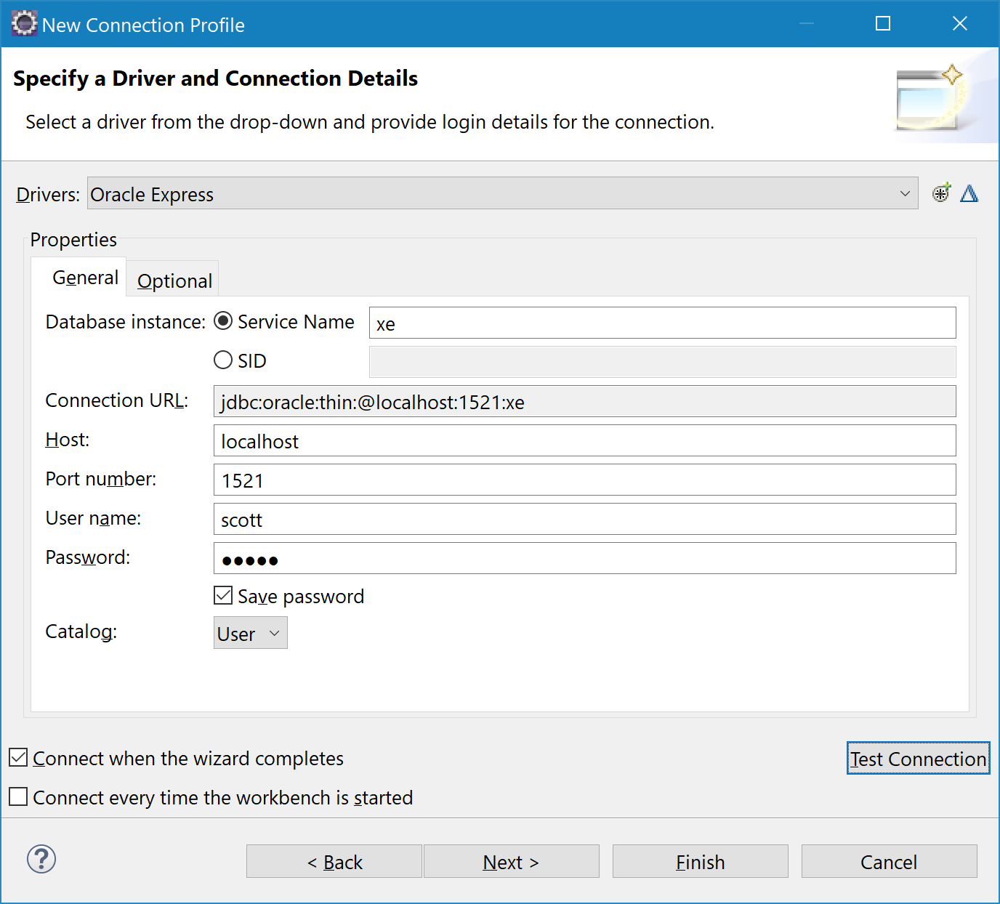 New Connection Profile
Specify a Driver and Connection Details
Select a driver from the drop-down and provide login details for the connection.
Drivers: Oracle Express
Properties
General Optional
Database instance: Service Name xe
SID
Connection URL: jdbc:oracle:thin:@localhost:1521:xe
Host: localhost
Port number: 1521
User name: scott
Password: ●●●●●
Save password
Catalog: User
Connect when the wizard completes Test Connection
Connect every time the workbench is started
? < Back Next > Finish Cancel